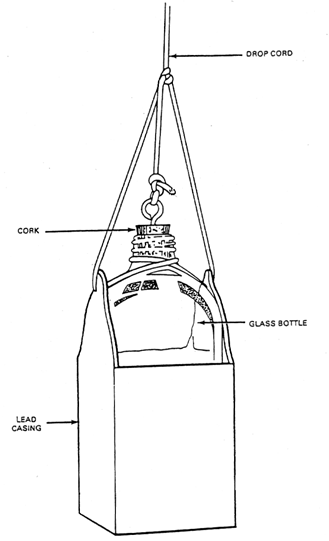 DROP CORD
CORK
GLASS BOTTLE
LEAD
CASING